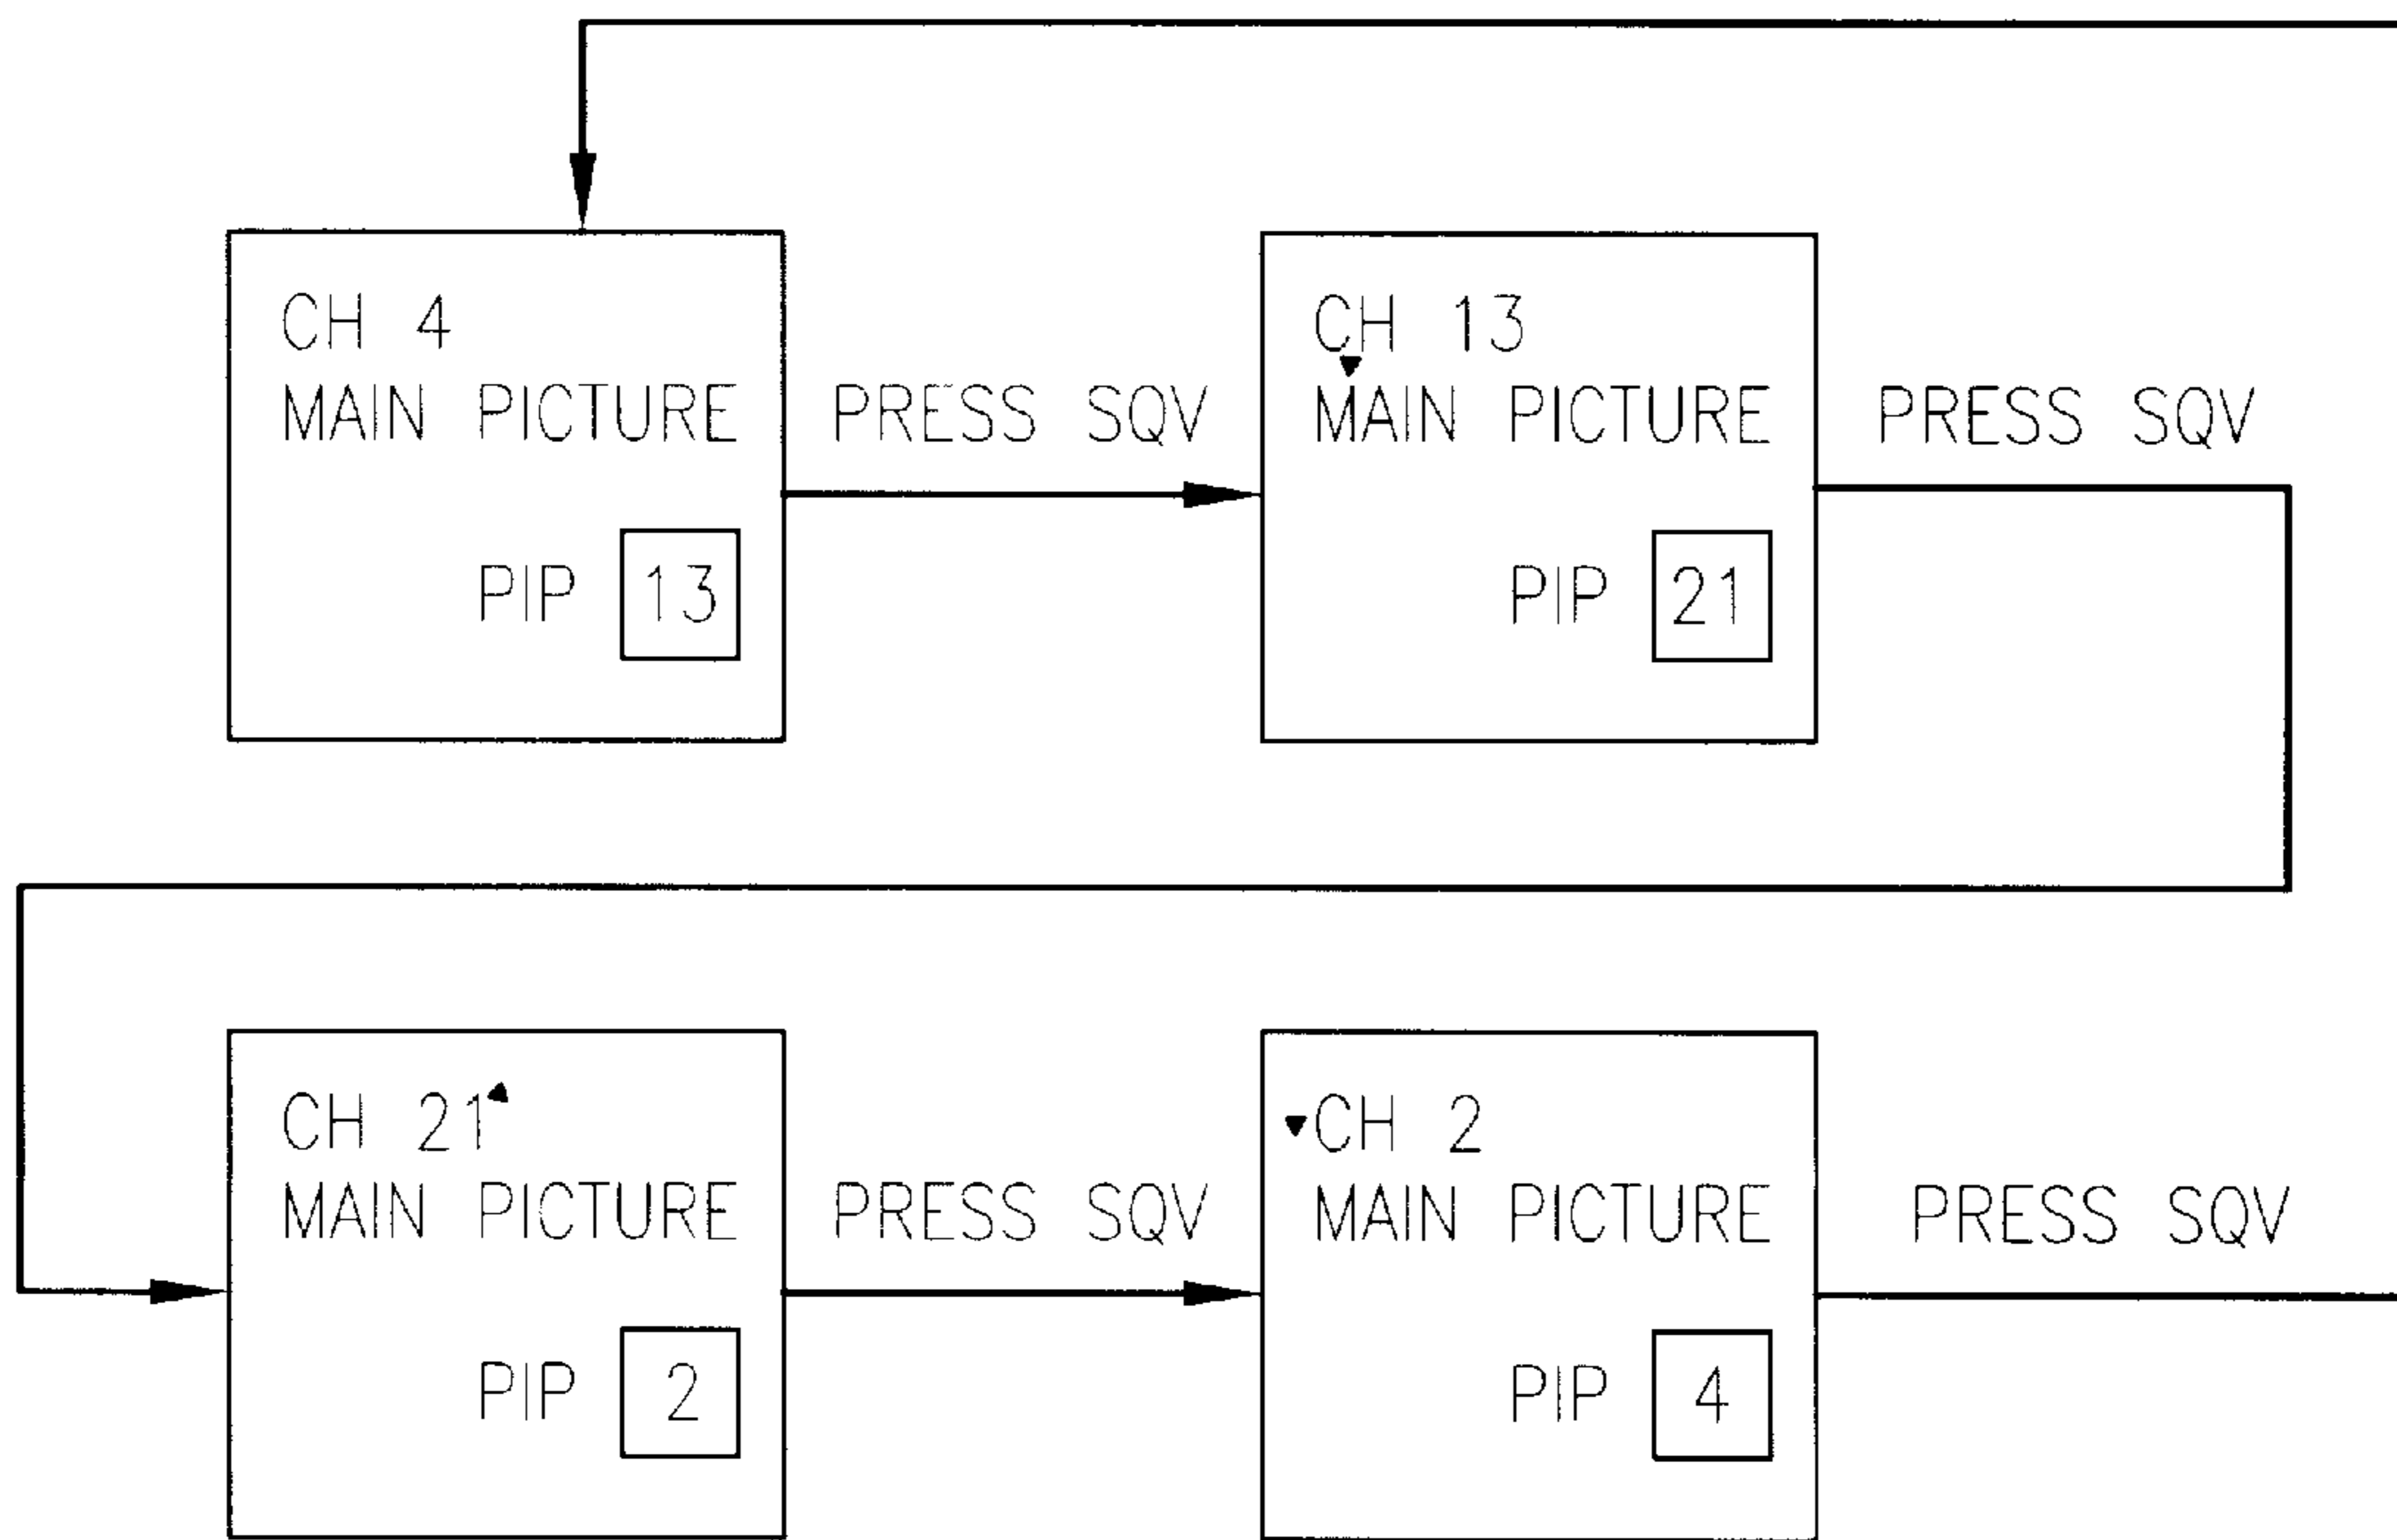 CH 4
MAIN PICTURE
PIP 13
PRESS SQV
CH 13
MAIN PICTURE
PIP 21
PRESS SQV
CH 21
MAIN PICTURE
PIP 2
PRESS SQV
CH 2
MAIN PICTURE
PIP 4
PRESS SQV